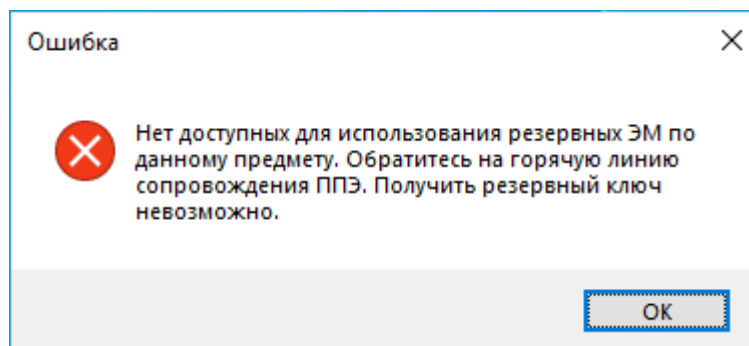 Ошибка
Нет доступных для использования резервных ЭМ по
данному предмету. Обратитесь на горячую линию
сопровождения ППЭ. Получить резервный ключ
невозможно.
ОК